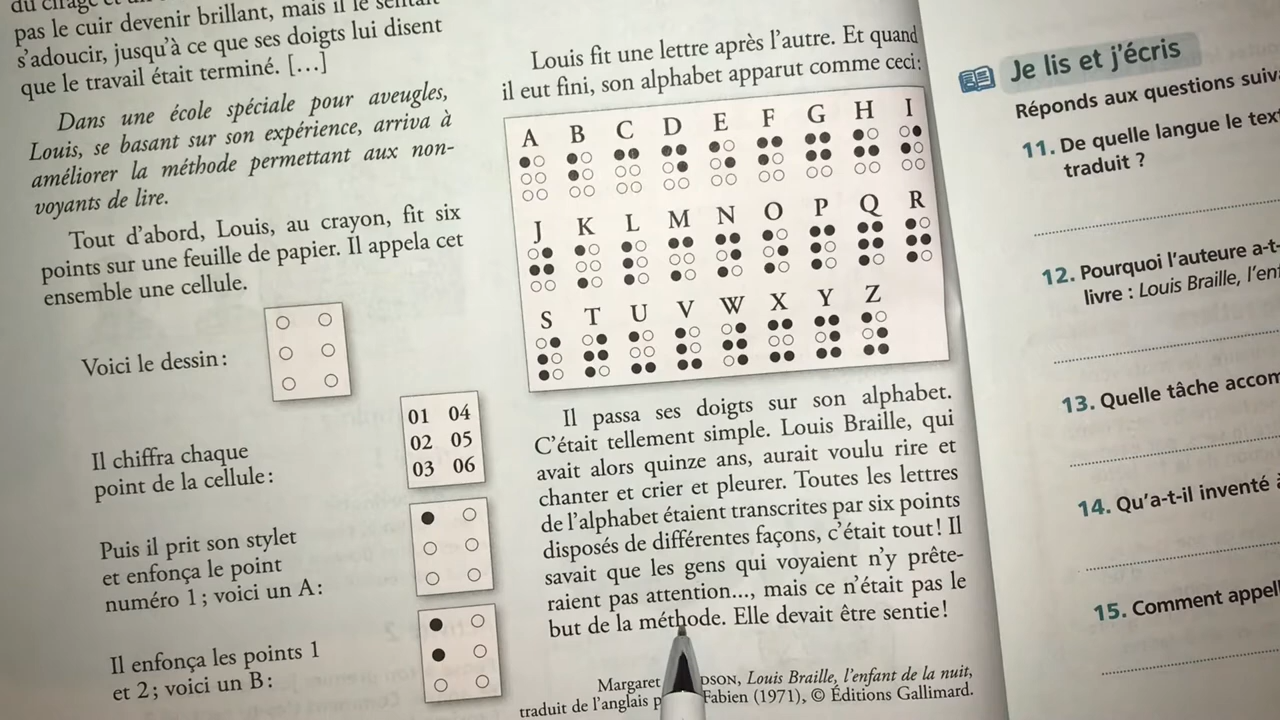 pas le cuir devenir brillant, mais il le sentait
s'adoucir, jusqu'à ce que ses doigts lui disent
que le travail était terminé. […]
Dans une école spéciale pour aveugles,
Louis, se basant sur son expérience, arriva à
améliorer la méthode permettant aux non-
voyants de lire.
Tout d'abord, Louis, au crayon, fit six
points sur une feuille de papier. Il appela cet
ensemble une cellule.
Voici le dessin :
Il chiffra chaque
point de la cellule :
01 04
02 05
03 06
Puis il prit son stylet
et enfonça le point
numéro 1 ; voici un A :
Il enfonça les points 1
et 2 ; voici un B :
Louis fit une lettre après l'autre. Et quand
il eut fini, son alphabet apparut comme ceci :
A B C D E F G H I
J K L M N O P Q R
S T U V W X Y Z
Il passa ses doigts sur son alphabet.
C'était tellement simple. Louis Braille, qui
avait alors quinze ans, aurait voulu rire et
chanter et crier et pleurer. Toutes les lettres
de l'alphabet étaient transcrites par six points
disposés de différentes façons, c'était tout ! Il
savait que les gens qui voyaient n'y prête-
raient pas attention…, mais ce n'était pas le
but de la méthode. Elle devait être sentie !
Margaret DSON, Louis Braille, l'enfant de la nuit,
traduit de l'anglais p Fabien (1971), © Éditions Gallimard.
Je lis et j'écris
Réponds aux questions suiv
11. De quelle langue le tex
traduit ?
12. Pourquoi l'auteure a-t-
livre : Louis Braille, l'en
13. Quelle tâche accom
14. Qu'a-t-il inventé à
15. Comment appel